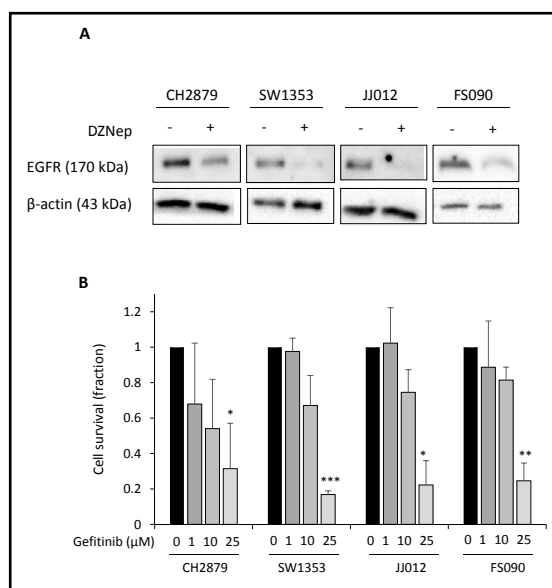 A
CH2879 SW1353 JJ012 FS090
DZNep - + - + - + - +
EGFR (170 kDa)
β-actin (43 kDa)
B
Cell survival (fraction)
1.2
1
0.8
0.6
0.4
0.2
0
* *** * **
Gefitinib (μM) 0 1 10 25 0 1 10 25 0 1 10 25 0 1 10 25
CH2879 SW1353 JJ012 FS090